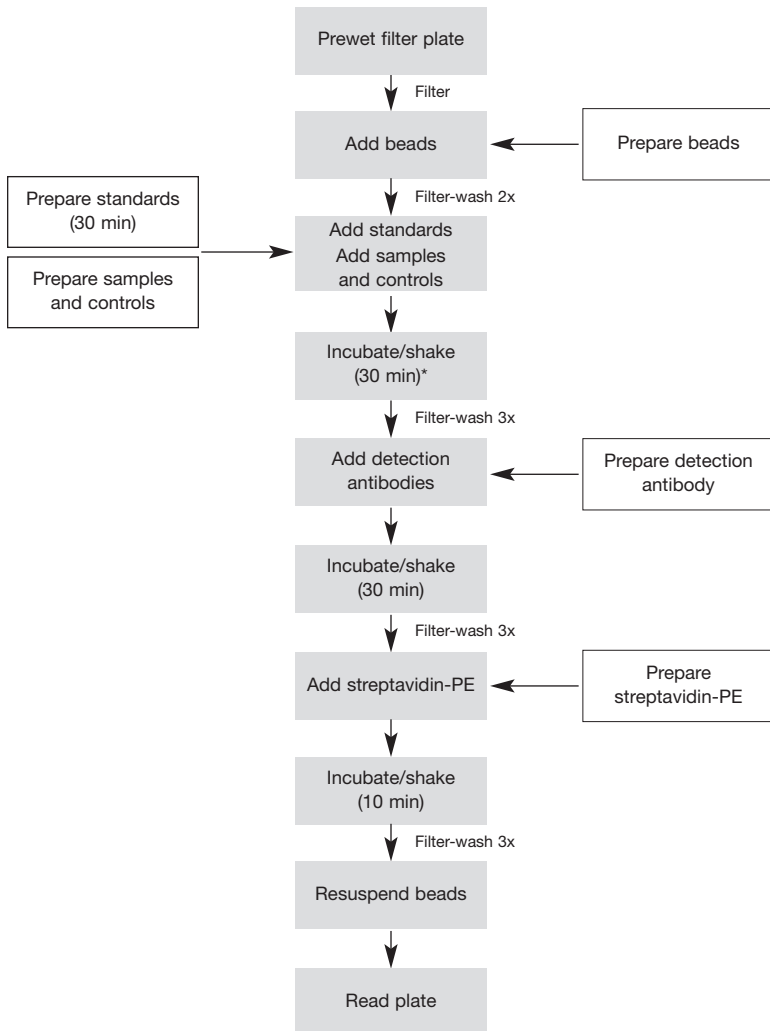 Prewet filter plate
Filter
Add beads
Prepare beads
Filter-wash 2x
Prepare standards
(30 min)
Prepare samples
and controls
Add standards
Add samples
and controls
Incubate/shake
(30 min)*
Filter-wash 3x
Add detection
antibodies
Prepare detection
antibody
Incubate/shake
(30 min)
Filter-wash 3x
Add streptavidin-PE
Prepare
streptavidin-PE
Incubate/shake
(10 min)
Filter-wash 3x
Resuspend beads
Read plate